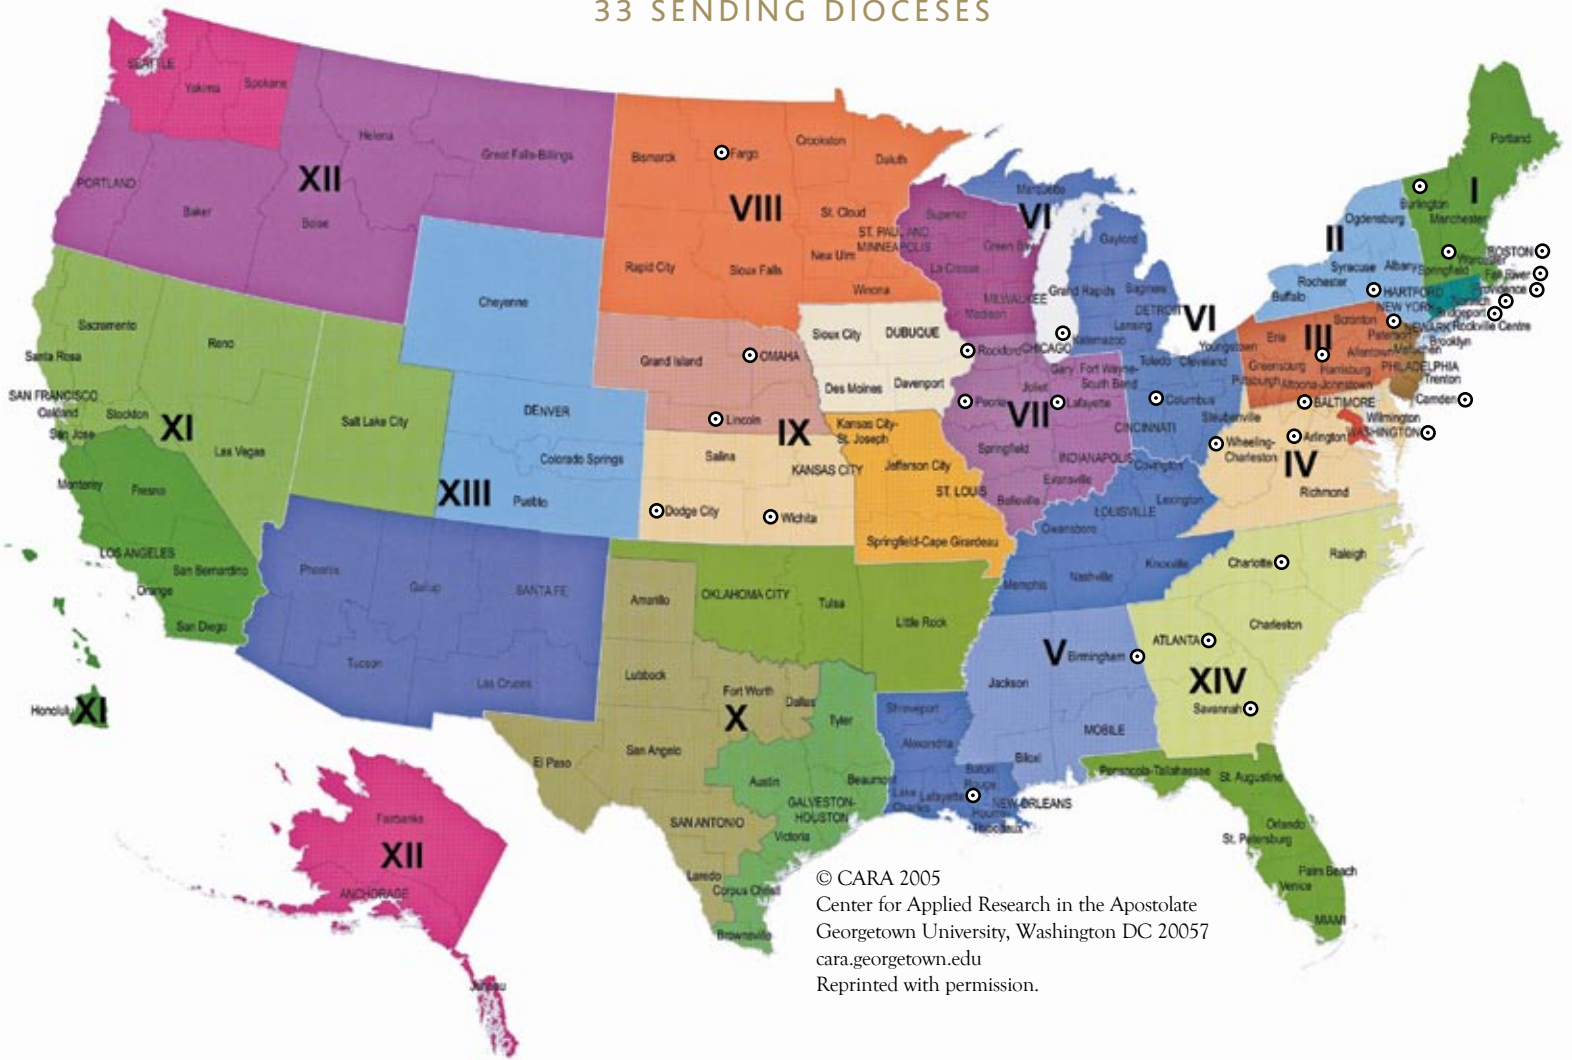 33 SENDING DIOCESES
SEATTLE
Yakima
Spokane
Helena
Great Falls-Billings
XII
PORTLAND
Baker
Boise
Bismarck
Fargo
Crookston
Duluth
VIII
St. Cloud
ST. PAUL AND
MINNEAPOLIS
New Ulm
Rapid City
Sioux Falls
Winona
Marquette
VI
Superior
Green Bay
La Crosse
MILWAUKEE
Madison
Gaylord
Grand Rapids
Saginaw
DETROIT
Lansing
Kalamazoo
VI
Portland
I
Burlington
Manchester
Ogdensburg
II
Syracuse
Albany
Rochester
Buffalo
Springfield
Worcester
BOSTON
Fall River
Providence
HARTFORD
Norwich
Bridgeport
NEW YORK
Rockville Centre
Brooklyn
NEWARK
Paterson
Metuchen
Scranton
Erie
III
Allentown
Greensburg
Harrisburg
PHILADELPHIA
Pittsburgh
Altoona-Johnstown
Trenton
Camden
BALTIMORE
Wilmington
WASHINGTON
Arlington
Wheeling-
Charleston
IV
Richmond
Youngstown
Toledo
Cleveland
Columbus
Steubenville
CINCINNATI
Covington
Lexington
LOUISVILLE
Owensboro
Memphis
Nashville
Knoxville
Cheyenne
Grand Island
OMAHA
Lincoln
Sioux City
DUBUQUE
Des Moines
Davenport
Rockford
CHICAGO
Joliet
Gary
Fort Wayne-
South Bend
Peoria
VII
Lafayette
Springfield
INDIANAPOLIS
Evansville
Belleville
Sacramento
Santa Rosa
Reno
SAN FRANCISCO
Oakland
Stockton
San Jose
XI
Las Vegas
Monterey
Fresno
LOS ANGELES
San Bernardino
Orange
San Diego
Honolulu
XI
Salt Lake City
DENVER
Colorado Springs
XIII
Pueblo
IX
Salina
KANSAS CITY
Dodge City
Wichita
Kansas City-
St. Joseph
Jefferson City
ST. LOUIS
Springfield-Cape Girardeau
Phoenix
Gallup
SANTA FE
Tucson
Las Cruces
Amarillo
OKLAHOMA CITY
Tulsa
Little Rock
Lubbock
Fort Worth
Dallas
X
Tyler
El Paso
San Angelo
Austin
Beaumont
GALVESTON-
HOUSTON
SAN ANTONIO
Victoria
Laredo
Corpus Christi
Brownsville
Shreveport
Alexandria
Baton
Rouge
Lake
Charles
Lafayette
NEW ORLEANS
Houma-
Thibodaux
V
Birmingham
Jackson
MOBILE
Biloxi
Charlotte
Raleigh
ATLANTA
Charleston
XIV
Savannah
Pensacola-Tallahassee
St. Augustine
Orlando
St. Petersburg
Palm Beach
Venice
MIAMI
Fairbanks
XII
ANCHORAGE
Juneau
© CARA 2005
Center for Applied Research in the Apostolate
Georgetown University, Washington DC 20057
cara.georgetown.edu
Reprinted with permission.